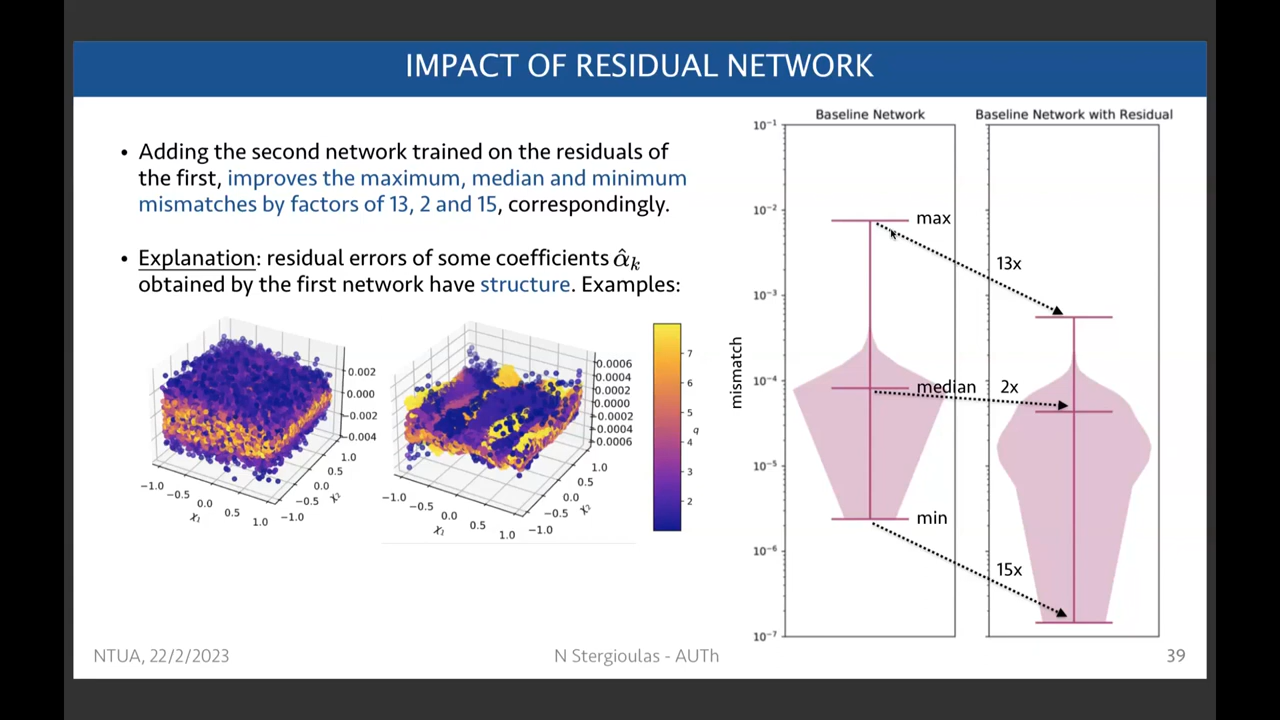 IMPACT OF RESIDUAL NETWORK
• Adding the second network trained on the residuals of
the first, improves the maximum, median and minimum
mismatches by factors of 13, 2 and 15, correspondingly.
• Explanation: residual errors of some coefficients α̂ₖ
obtained by the first network have structure. Examples:
0.002
0.000
−0.002
−0.004
1.0
0.5
0.0
−0.5
−1.0
χ₂
−1.0
−0.5
0.0
0.5
1.0
χ₁
0.0006
0.0004
0.0002
0.0000
0.0002
0.0004
0.0006
1.0
0.5
0.0
−0.5
−1.0
χ₂
−1.0
−0.5
0.0
0.5
1.0
χ₁
7
6
5
4
3
2
q
Baseline Network
Baseline Network with Residual
mismatch
10⁻¹
10⁻²
10⁻³
10⁻⁴
10⁻⁵
10⁻⁶
10⁻⁷
max
13x
median
2x
min
15x
NTUA, 22/2/2023
N Stergioulas - AUTh
39